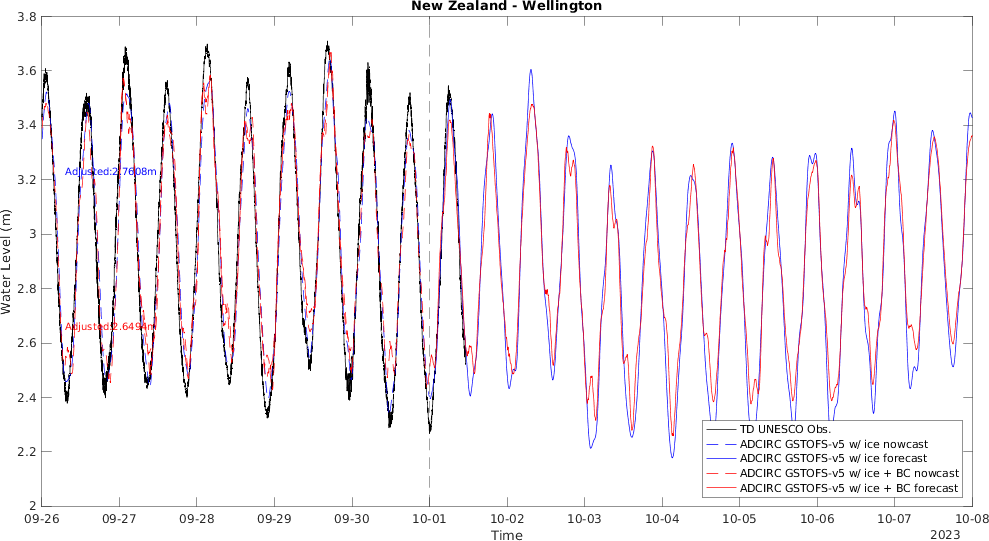 New Zealand - Wellington
3.8
3.6
3.4
3.2
3
2.8
2.6
2.4
2.2
2
Water Level (m)
Adjusted:2.7608m
Adjusted:2.6494m
TD UNESCO Obs.
ADCIRC GSTOFS-v5 w/ ice nowcast
ADCIRC GSTOFS-v5 w/ ice forecast
ADCIRC GSTOFS-v5 w/ ice + BC nowcast
ADCIRC GSTOFS-v5 w/ ice + BC forecast
09-26 09-27 09-28 09-29 09-30 10-01 10-02 10-03 10-04 10-05 10-06 10-07 10-08
Time
2023